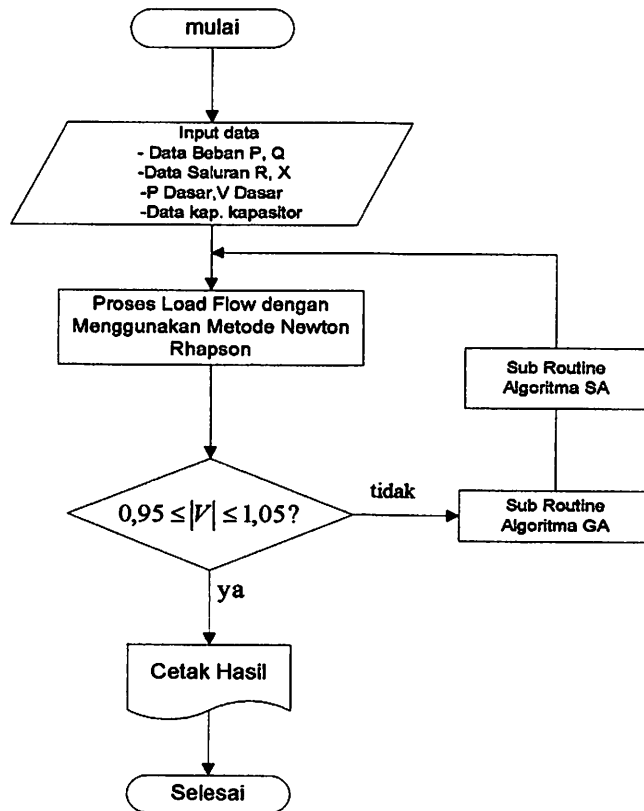 mulai
Input data
- Data Beban P, Q
-Data Saluran R, X
-P Dasar,V Dasar
-Data kap. kapasitor
Proses Load Flow dengan
Menggunakan Metode Newton
Rhapson
Sub Routine
Algoritma SA
0,95 ≤ |V| ≤ 1,05?
tidak
Sub Routine
Algoritma GA
ya
Cetak Hasil
Selesai